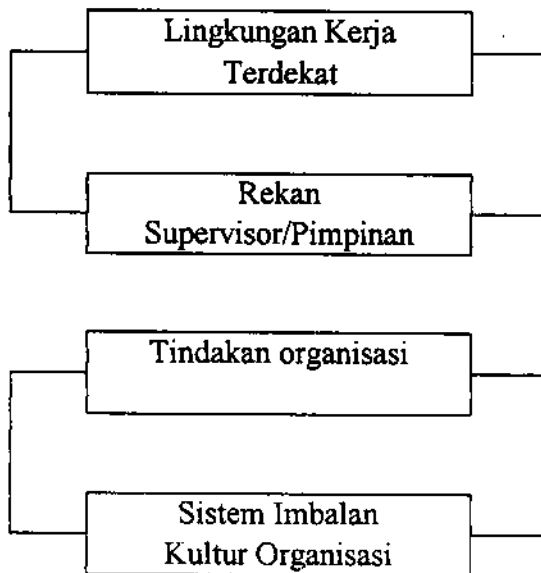 Lingkungan Kerja
Terdekat
Rekan
Supervisor/Pimpinan
Tindakan organisasi
Sistem Imbalan
Kultur Organisasi